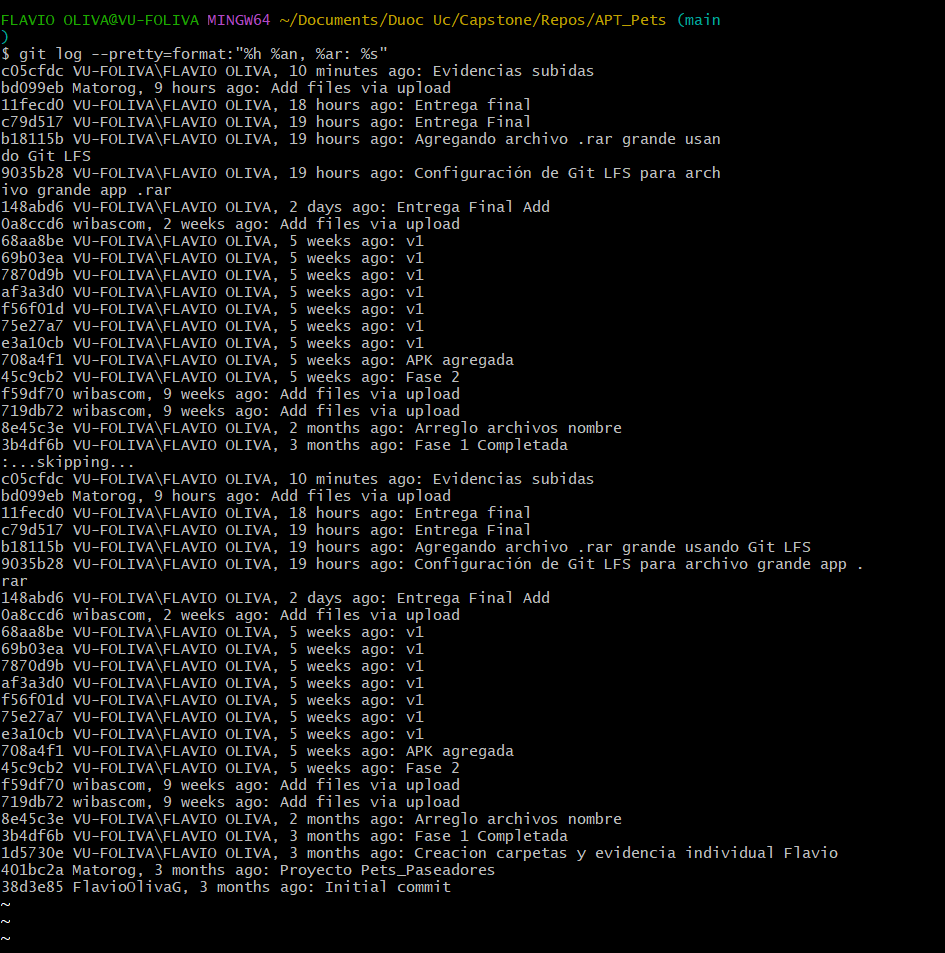 FLAVIO OLIVA@VU-FOLIVA MINGW64 ~/Documents/Duoc Uc/Capstone/Repos/APT_Pets (main
)
$ git log --pretty=format:"%h %an, %ar: %s"
c05cfdc VU-FOLIVA\FLAVIO OLIVA, 10 minutes ago: Evidencias subidas
bd099eb Matorog, 9 hours ago: Add files via upload
11fecd0 VU-FOLIVA\FLAVIO OLIVA, 18 hours ago: Entrega final
c79d517 VU-FOLIVA\FLAVIO OLIVA, 19 hours ago: Entrega Final
b18115b VU-FOLIVA\FLAVIO OLIVA, 19 hours ago: Agregando archivo .rar grande usan
do Git LFS
9035b28 VU-FOLIVA\FLAVIO OLIVA, 19 hours ago: Configuración de Git LFS para arch
ivo grande app .rar
148abd6 VU-FOLIVA\FLAVIO OLIVA, 2 days ago: Entrega Final Add
0a8ccd6 wibascom, 2 weeks ago: Add files via upload
68aa8be VU-FOLIVA\FLAVIO OLIVA, 5 weeks ago: v1
69b03ea VU-FOLIVA\FLAVIO OLIVA, 5 weeks ago: v1
7870d9b VU-FOLIVA\FLAVIO OLIVA, 5 weeks ago: v1
af3a3d0 VU-FOLIVA\FLAVIO OLIVA, 5 weeks ago: v1
f56f01d VU-FOLIVA\FLAVIO OLIVA, 5 weeks ago: v1
75e27a7 VU-FOLIVA\FLAVIO OLIVA, 5 weeks ago: v1
e3a10cb VU-FOLIVA\FLAVIO OLIVA, 5 weeks ago: v1
708a4f1 VU-FOLIVA\FLAVIO OLIVA, 5 weeks ago: APK agregada
45c9cb2 VU-FOLIVA\FLAVIO OLIVA, 5 weeks ago: Fase 2
f59df70 wibascom, 9 weeks ago: Add files via upload
719db72 wibascom, 9 weeks ago: Add files via upload
8e45c3e VU-FOLIVA\FLAVIO OLIVA, 2 months ago: Arreglo archivos nombre
3b4df6b VU-FOLIVA\FLAVIO OLIVA, 3 months ago: Fase 1 Completada
:...skipping...
c05cfdc VU-FOLIVA\FLAVIO OLIVA, 10 minutes ago: Evidencias subidas
bd099eb Matorog, 9 hours ago: Add files via upload
11fecd0 VU-FOLIVA\FLAVIO OLIVA, 18 hours ago: Entrega final
c79d517 VU-FOLIVA\FLAVIO OLIVA, 19 hours ago: Entrega Final
b18115b VU-FOLIVA\FLAVIO OLIVA, 19 hours ago: Agregando archivo .rar grande usando Git LFS
9035b28 VU-FOLIVA\FLAVIO OLIVA, 19 hours ago: Configuración de Git LFS para archivo grande app .
rar
148abd6 VU-FOLIVA\FLAVIO OLIVA, 2 days ago: Entrega Final Add
0a8ccd6 wibascom, 2 weeks ago: Add files via upload
68aa8be VU-FOLIVA\FLAVIO OLIVA, 5 weeks ago: v1
69b03ea VU-FOLIVA\FLAVIO OLIVA, 5 weeks ago: v1
7870d9b VU-FOLIVA\FLAVIO OLIVA, 5 weeks ago: v1
af3a3d0 VU-FOLIVA\FLAVIO OLIVA, 5 weeks ago: v1
f56f01d VU-FOLIVA\FLAVIO OLIVA, 5 weeks ago: v1
75e27a7 VU-FOLIVA\FLAVIO OLIVA, 5 weeks ago: v1
e3a10cb VU-FOLIVA\FLAVIO OLIVA, 5 weeks ago: v1
708a4f1 VU-FOLIVA\FLAVIO OLIVA, 5 weeks ago: APK agregada
45c9cb2 VU-FOLIVA\FLAVIO OLIVA, 5 weeks ago: Fase 2
f59df70 wibascom, 9 weeks ago: Add files via upload
719db72 wibascom, 9 weeks ago: Add files via upload
8e45c3e VU-FOLIVA\FLAVIO OLIVA, 2 months ago: Arreglo archivos nombre
3b4df6b VU-FOLIVA\FLAVIO OLIVA, 3 months ago: Fase 1 Completada
1d5730e VU-FOLIVA\FLAVIO OLIVA, 3 months ago: Creacion carpetas y evidencia individual Flavio
401bc2a Matorog, 3 months ago: Proyecto Pets_Paseadores
38d3e85 FlavioOlivaG, 3 months ago: Initial commit
~
~
~